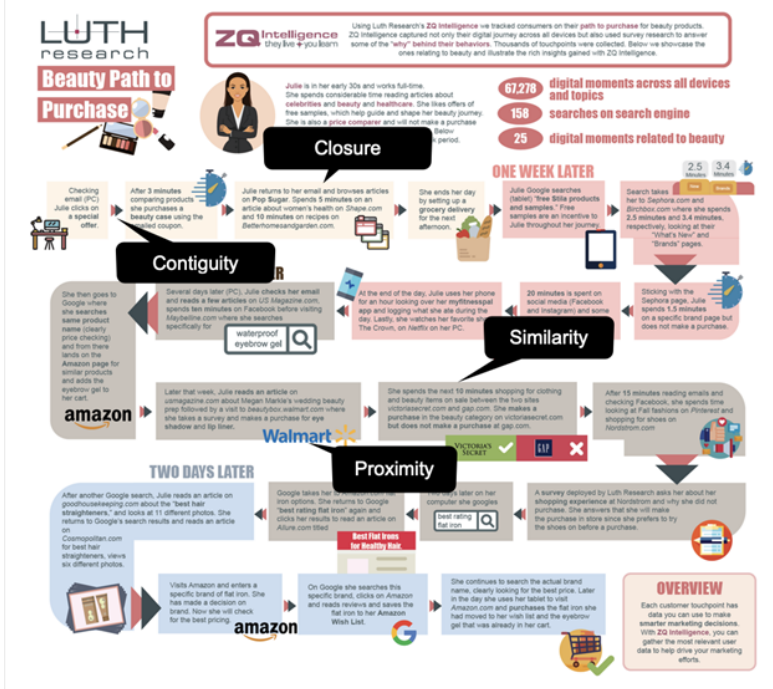 LUTH
research
Beauty Path to
Purchase
ZQ Intelligence
they live you learn
Using Luth Research's ZQ Intelligence we tracked consumers on their path to purchase for beauty products.
ZQ Intelligence captured not only their digital journey across all devices but also used survey research to answer
some of the "why" behind their behaviors. Thousands of touchpoints were collected. Below we showcase the
ones relating to beauty and illustrate the rich insights gained with ZQ Intelligence.
Julie is in her early 30s and works full-time.
She spends considerable time reading articles about
celebrities and beauty and healthcare. She likes offers of
free samples, which help guide and shape her beauty journey.
She is also a price comparer and will not make a purchase
Below
period.
67,278 digital moments across all devices
and topics
158 searches on search engine
25 digital moments related to beauty
Closure
ONE WEEK LATER
2.5
Minutes
3.4
Minutes
Checking
email (PC)
Julie clicks on
a special
offer.
After 3 minutes
comparing products
she purchases a
beauty case using the
mailed coupon.
Julie returns to her email and browses articles
on Pop Sugar. Spends 5 minutes on an
article about women's health on Shape.com
and 10 minutes on recipes on
Betterhomesandgarden.com.
She ends her day
by setting up a
grocery delivery
for the next
afternoon.
Julie Google searches
(tablet) "free Stila products
and samples." Free
samples are an incentive to
Julie throughout her journey
Search takes
her to Sephora.com and
Birchbox.com where she spends
2.5 minutes and 3.4 minutes,
respectively, looking at their
"What's New" and
"Brands" pages.
Contiguity
ER
Sticking with the
Sephora page, Julie
spends 1.5 minutes
on a specific brand page but
does not make a purchase.
20 minutes is spent on
social media (Facebook
and Instagram) and some
At the end of the day, Julie uses her phone
for an hour looking over her myfitnesspal
app and logging what she ate during the
day. Lastly, she watches her favorite
The Crown, on Netflix on her PC.
Several days later (PC), Julie checks her email
and reads a few articles on US Magazine.com,
spends ten minutes on Facebook before visiting
Maybelline.com where she searches
specifically for
waterproof
eyebrow gel
She then goes to
Google where
she searches
same product
name (clearly
price checking)
and from there
lands on the
Amazon page for
similar products
and adds the
eyebrow gel to
her cart.
amazon
Similarity
Later that week, Julie reads an article on
usmagazine.com about Megan Markle's wedding beauty
prep followed by a visit to beautybox.walmart.com where
she takes a survey and makes a purchase for eye
shadow and lip liner.
Walmart
She spends the next 10 minutes shopping for clothing
and beauty items on sale between the two sites
victoriasecret.com and gap.com. She makes a
purchase in the beauty category on victoriasecret.com
but does not make a purchase at gap.com.
VICTORIA'S
SECRET
GAP
After 15 minutes reading emails and
checking Facebook, she spends time
looking at Fall fashions on Pinterest and
shopping for shoes on
Nordstrom.com
Proximity
TWO DAYS LATER
A survey deployed by Luth Research asks her about her
shopping experience at Nordstrom and why she did not
purchase. She answers that she will make
the purchase in store since she prefers to try
the shoes on before a purchase.
days later on her
computer she googles
best rating
flat iron
Google takes her to
iron options. She returns to Google
"best rating flat iron" again and
clicks her results to read an article on
Allure.com titled
Best Flat Irons
for Healthy Hair.
After another Google search, Julie reads an article on
goodhousekeeping.com about the "best hair
straighteners," and looks at 11 different photos. She
returns to Google's search results and reads an article
on
Cosmopolitan.com
for best hair
straighteners, views
six different photos.
Visits Amazon and enters a
specific brand of flat iron. She
has made a decision on
brand. Now she will check
for the best pricing.
amazon
On Google she searches this
specific brand, clicks on Amazon
and reads reviews and saves the
flat iron to her Amazon
Wish List.
She continues to search the actual brand
name, clearly looking for the best price. Later
in the day she uses her tablet to visit
Amazon.com and purchases the flat iron she
had moved to her wish list and the eyebrow
gel that was already in her cart.
OVERVIEW
Each customer touchpoint has
data you can use to make
smarter marketing decisions.
With ZQ Intelligence, you can
gather the most relevant user
data to help drive your marketing
efforts.